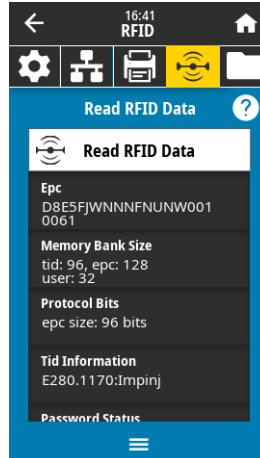 16:41
RFID
Read RFID Data
?
Read RFID Data
Epc
D8E5FJWNNNFNUNW001
0061
Memory Bank Size
tid: 96, epc: 128
user: 32
Protocol Bits
epc size: 96 bits
Tid Information
E280.1170:Impinj
Password Status